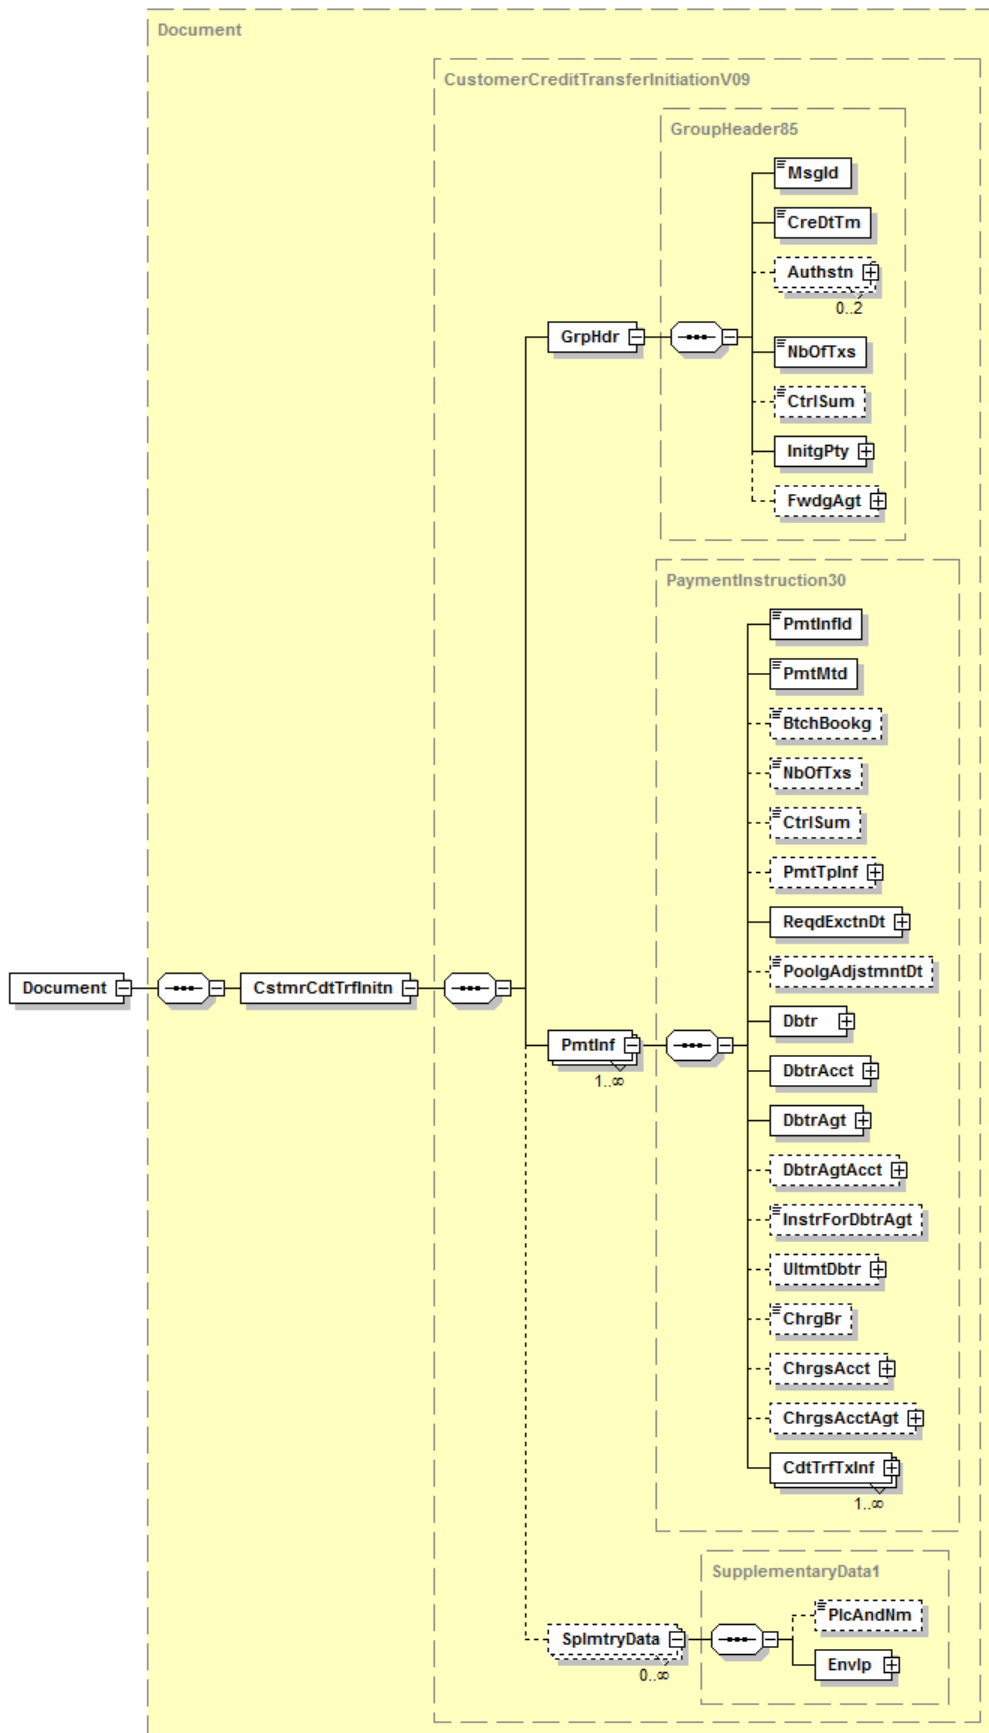 Document
CustomerCreditTransferInitiationV09
GroupHeader85
MsgId
CreDtTm
Authstn
0..2
GrpHdr
NbOfTxs
CtrlSum
InitgPty
FwdgAgt
PaymentInstruction30
PmtInfId
PmtMtd
BtchBookg
NbOfTxs
CtrlSum
PmtTpInf
ReqdExctnDt
PoolgAdjstmntDt
Document
CstmrCdtTrfInitn
Dbtr
PmtInf
1..∞
DbtrAcct
DbtrAgt
DbtrAgtAcct
InstrForDbtrAgt
UltmtDbtr
ChrgBr
ChrgsAcct
ChrgsAcctAgt
CdtTrfTxInf
1..∞
SupplementaryData1
PlcAndNm
SplmtryData
0..∞
Envlp